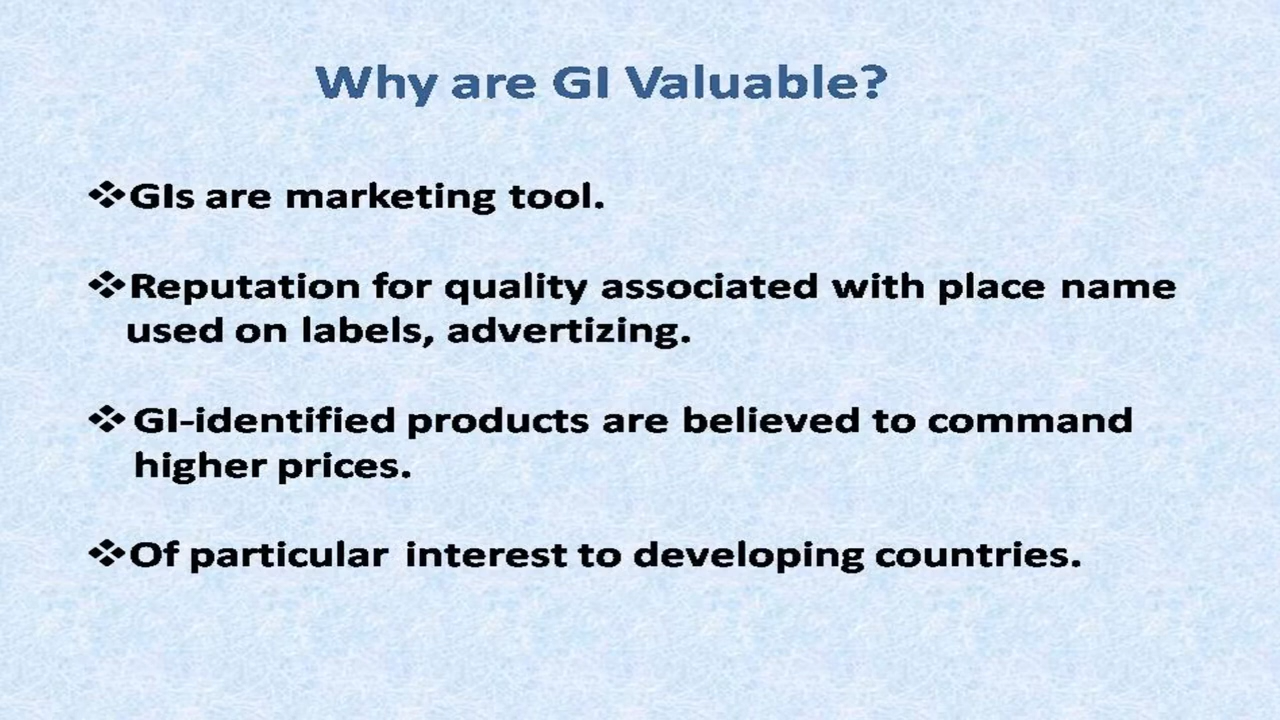 Why are GI Valuable?
❖GIs are marketing tool.
❖Reputation for quality associated with place name
used on labels, advertizing.
❖GI-identified products are believed to command
higher prices.
❖Of particular interest to developing countries.